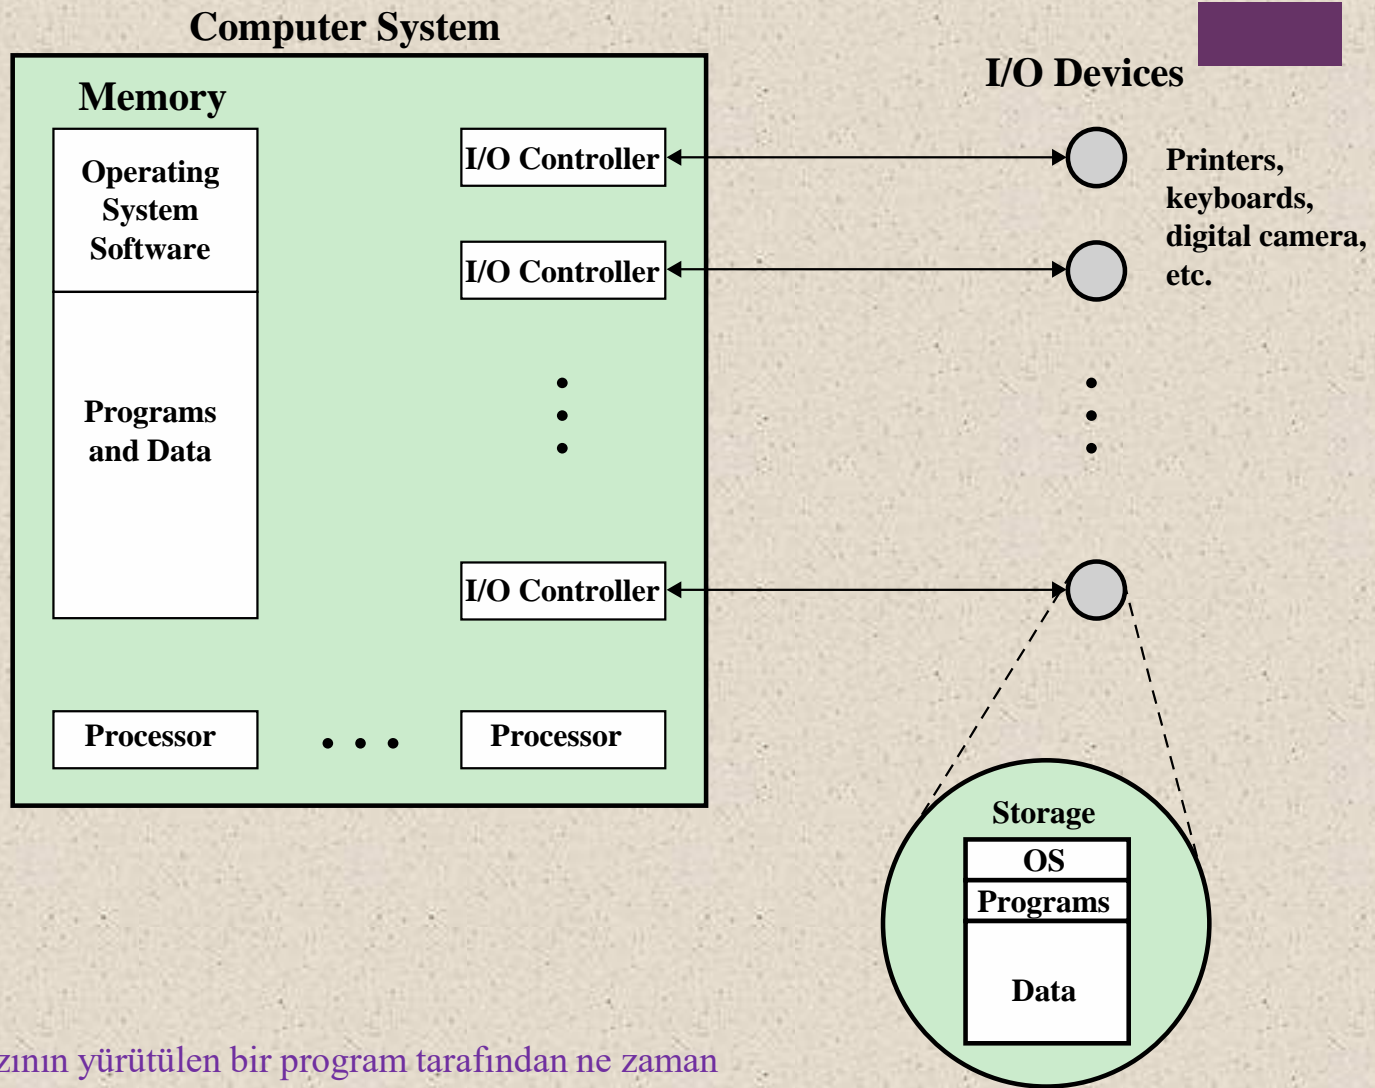 Computer System
I/O Devices
Memory
Operating
System
Software
Programs
and Data
I/O Controller
I/O Controller
I/O Controller
Printers,
keyboards,
digital camera,
etc.
Processor
Processor
Storage
OS
Programs
Data
yürütülen bir program tarafından ne zaman